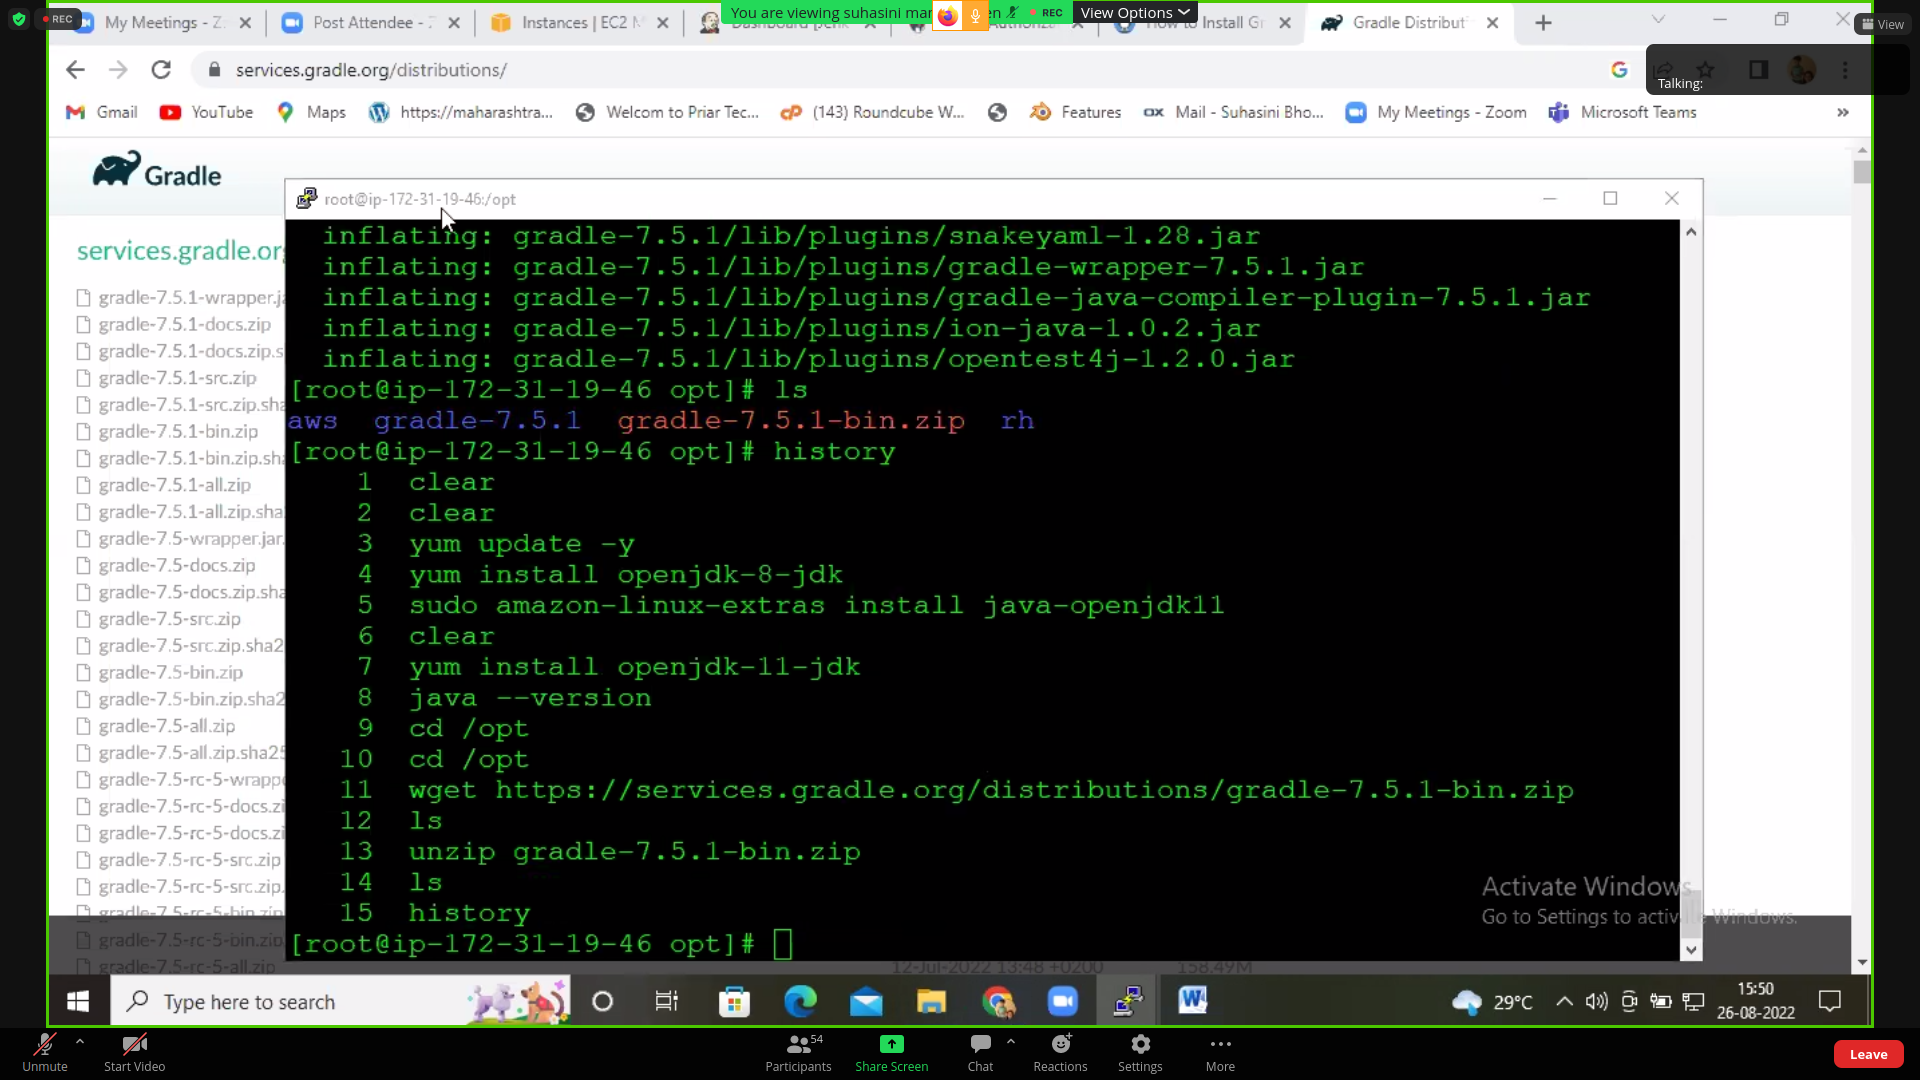 REC
My Meetings - Z
Post Attendee - Z
Instances | EC2 M
How to Install Gr
Gradle Distributi
You are viewing suhasini mar
en
REC
View Options
View
services.gradle.org/distributions/
Talking:
Gmail
YouTube
Maps
https://maharashtra...
Welcom to Priar Tec...
(143) Roundcube W...
Features
Mail - Suhasini Bho...
My Meetings - Zoom
Microsoft Teams
Gradle
root@ip-172-31-19-46:/opt
services.gradle.or
gradle-7.5.1-wrapper.j
gradle-7.5.1-docs.zip
gradle-7.5.1-docs.zip.s
gradle-7.5.1-src.zip
gradle-7.5.1-src.zip.sha
gradle-7.5.1-bin.zip
gradle-7.5.1-bin.zip.sh
gradle-7.5.1-all.zip
gradle-7.5.1-all.zip.sha
gradle-7.5-wrapper.jar.
gradle-7.5-docs.zip
gradle-7.5-docs.zip.sha
gradle-7.5-src.zip
gradle-7.5-src.zip.sha2
gradle-7.5-bin.zip
gradle-7.5-bin.zip.sha2
gradle-7.5-all.zip
gradle-7.5-all.zip.sha25
gradle-7.5-rc-5-wrapp
gradle-7.5-rc-5-docs.zi
gradle-7.5-rc-5-docs.zi
gradle-7.5-rc-5-src.zip
gradle-7.5-rc-5-src.zip.
gradle-7.5-rc-5-bin.zip
gradle-7.5-rc-5-bin.zip.
gradle-7.5-rc-5-all.zip
12-Jul-2022 13:48 +0200
158.49M
inflating: gradle-7.5.1/lib/plugins/snakeyaml-1.28.jar
inflating: gradle-7.5.1/lib/plugins/gradle-wrapper-7.5.1.jar
inflating: gradle-7.5.1/lib/plugins/gradle-java-compiler-plugin-7.5.1.jar
inflating: gradle-7.5.1/lib/plugins/ion-java-1.0.2.jar
inflating: gradle-7.5.1/lib/plugins/opentest4j-1.2.0.jar
[root@ip-172-31-19-46 opt]# ls
aws gradle-7.5.1 gradle-7.5.1-bin.zip rh
[root@ip-172-31-19-46 opt]# history
1 clear
2 clear
3 yum update -y
4 yum install openjdk-8-jdk
5 sudo amazon-linux-extras install java-openjdk11
6 clear
7 yum install openjdk-11-jdk
8 java --version
9 cd /opt
10 cd /opt
11 wget https://services.gradle.org/distributions/gradle-7.5.1-bin.zip
12 ls
13 unzip gradle-7.5.1-bin.zip
14 ls
15 history
[root@ip-172-31-19-46 opt]#
Activate Windows
Go to Settings to activate Windows.
Type here to search
29°C
15:50
26-08-2022
Unmute
Start Video
54
Participants
Share Screen
Chat
Reactions
Settings
More
Leave